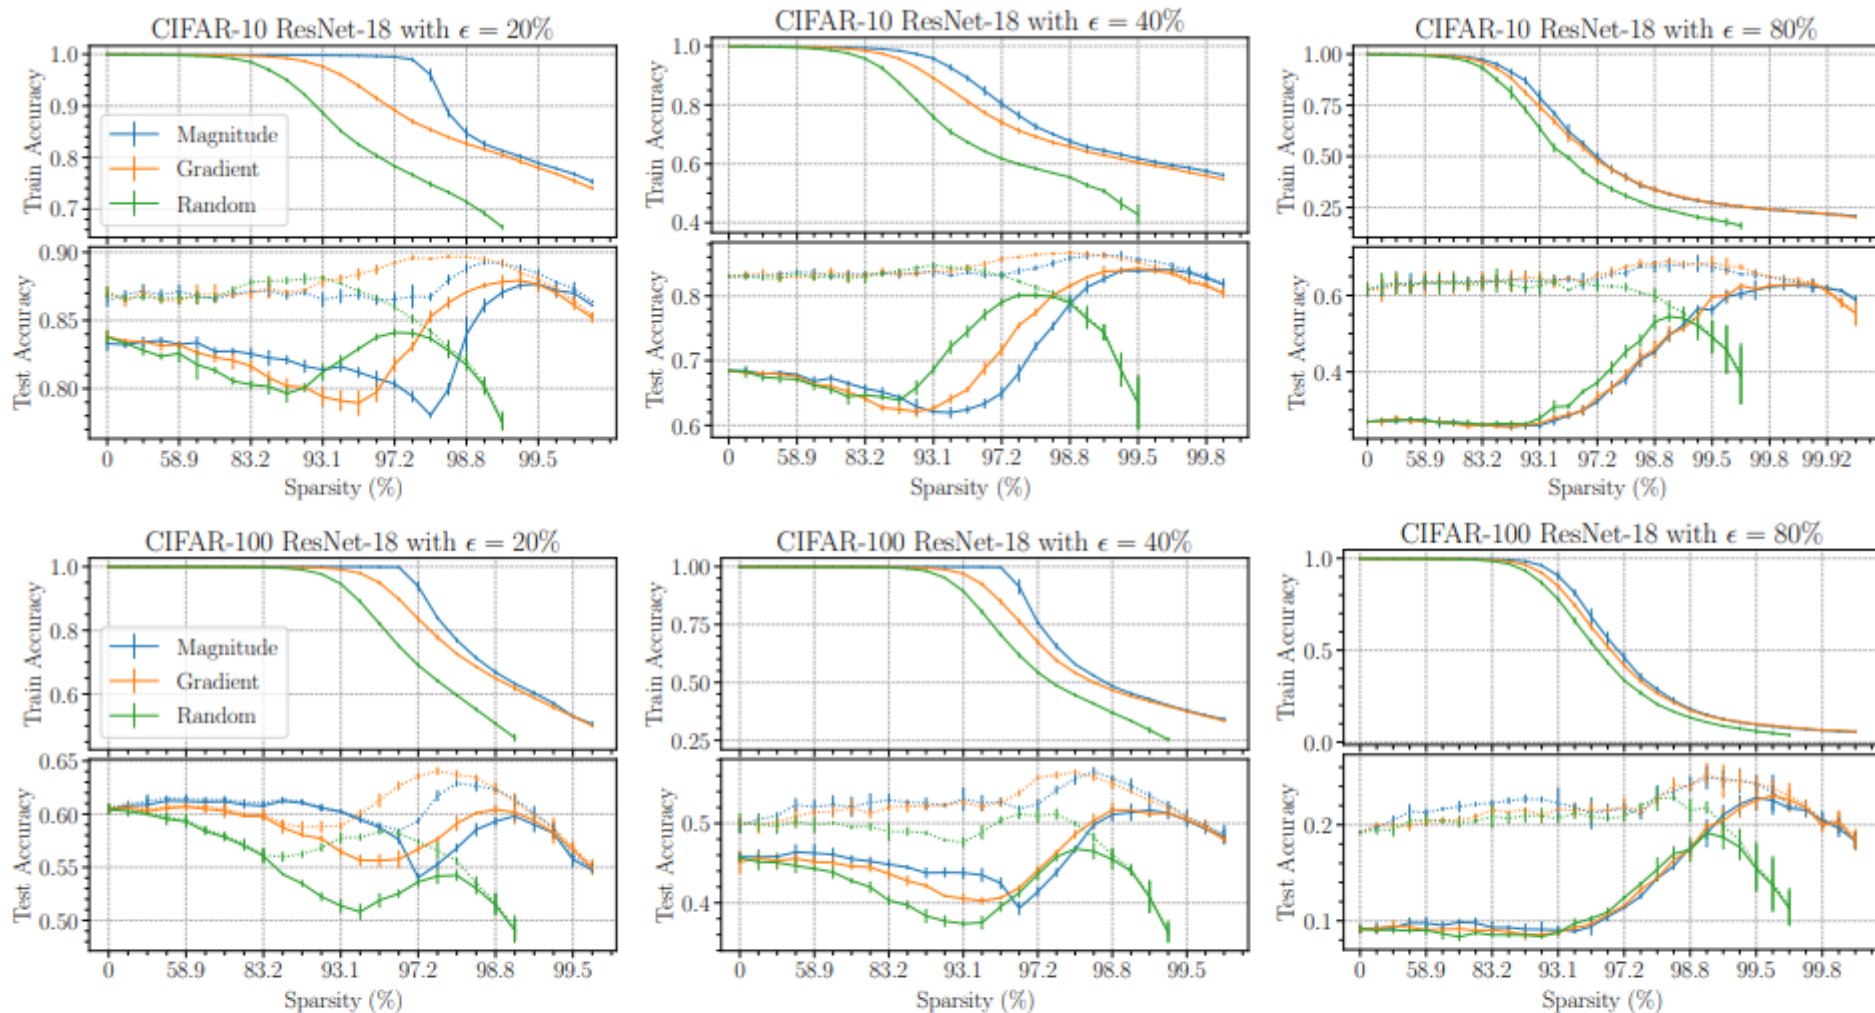 CIFAR-10 ResNet-18 with ϵ = 20%
Train Accuracy
1.0
0.9
0.8
0.7
Magnitude
Gradient
Random
Test Accuracy
0.90
0.85
0.80
0 58.9 83.2 93.1 97.2 98.8 99.5
Sparsity (%)
CIFAR-10 ResNet-18 with ϵ = 40%
Train Accuracy
1.0
0.8
0.6
0.4
Test Accuracy
0.8
0.7
0.6
0 58.9 83.2 93.1 97.2 98.8 99.5 99.8
Sparsity (%)
CIFAR-10 ResNet-18 with ϵ = 80%
Train Accuracy
1.00
0.75
0.50
0.25
Test Accuracy
0.6
0.4
0 58.9 83.2 93.1 97.2 98.8 99.5 99.8 99.92
Sparsity (%)
CIFAR-100 ResNet-18 with ϵ = 20%
Train Accuracy
1.0
0.8
0.6
Magnitude
Gradient
Random
Test Accuracy
0.65
0.60
0.55
0.50
0 58.9 83.2 93.1 97.2 98.8 99.5
Sparsity (%)
CIFAR-100 ResNet-18 with ϵ = 40%
Train Accuracy
1.00
0.75
0.50
0.25
Test Accuracy
0.5
0.4
0 58.9 83.2 93.1 97.2 98.8 99.5
Sparsity (%)
CIFAR-100 ResNet-18 with ϵ = 80%
Train Accuracy
1.0
0.5
0.0
Test Accuracy
0.2
0.1
0 58.9 83.2 93.1 97.2 98.8 99.5 99.8
Sparsity (%)